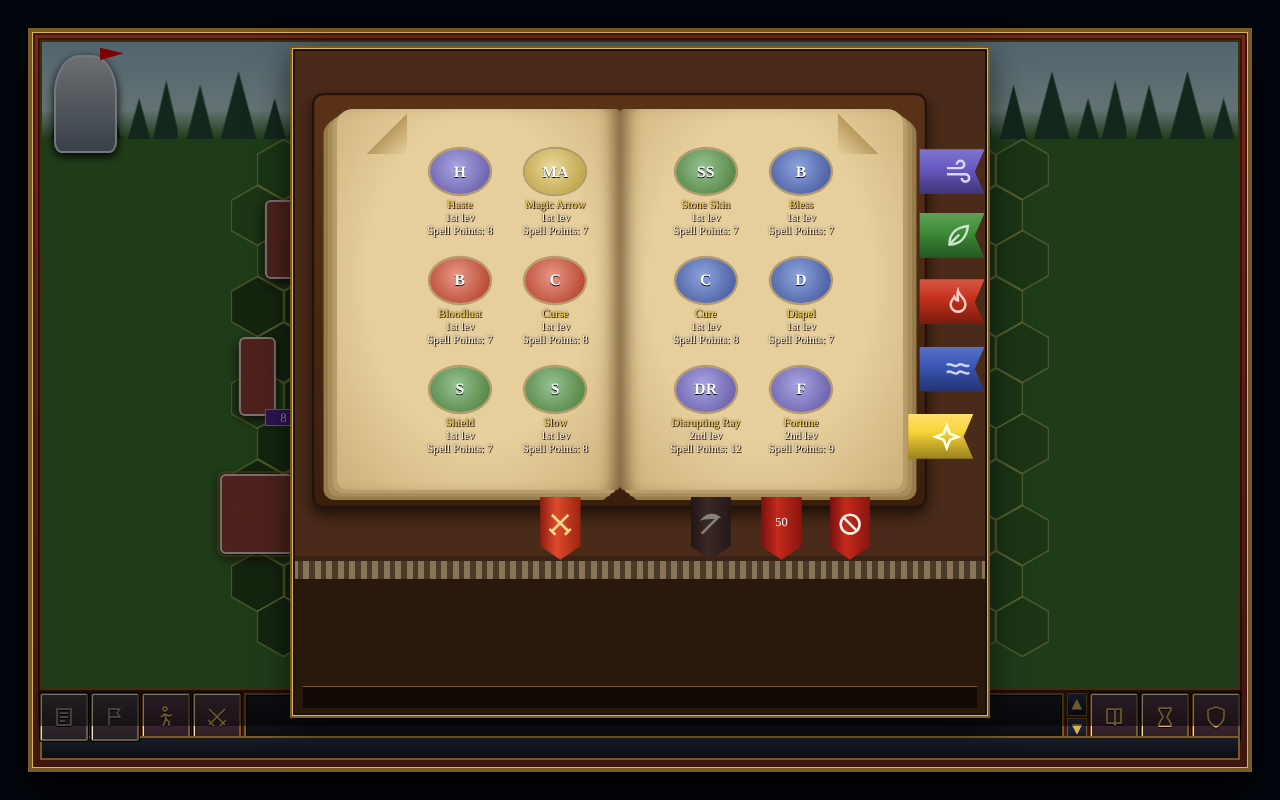 H
Haste
1st lev
Spell Points: 8
MA
Magic Arrow
1st lev
Spell Points: 7
B
Bloodlust
1st lev
Spell Points: 7
C
Curse
1st lev
Spell Points: 8
S
Shield
1st lev
Spell Points: 7
S
Slow
1st lev
Spell Points: 8
SS
Stone Skin
1st lev
Spell Points: 7
B
Bless
1st lev
Spell Points: 7
C
Cure
1st lev
Spell Points: 8
D
Dispel
1st lev
Spell Points: 7
DR
Disrupting Ray
2nd lev
Spell Points: 12
F
Fortune
2nd lev
Spell Points: 9
8
50